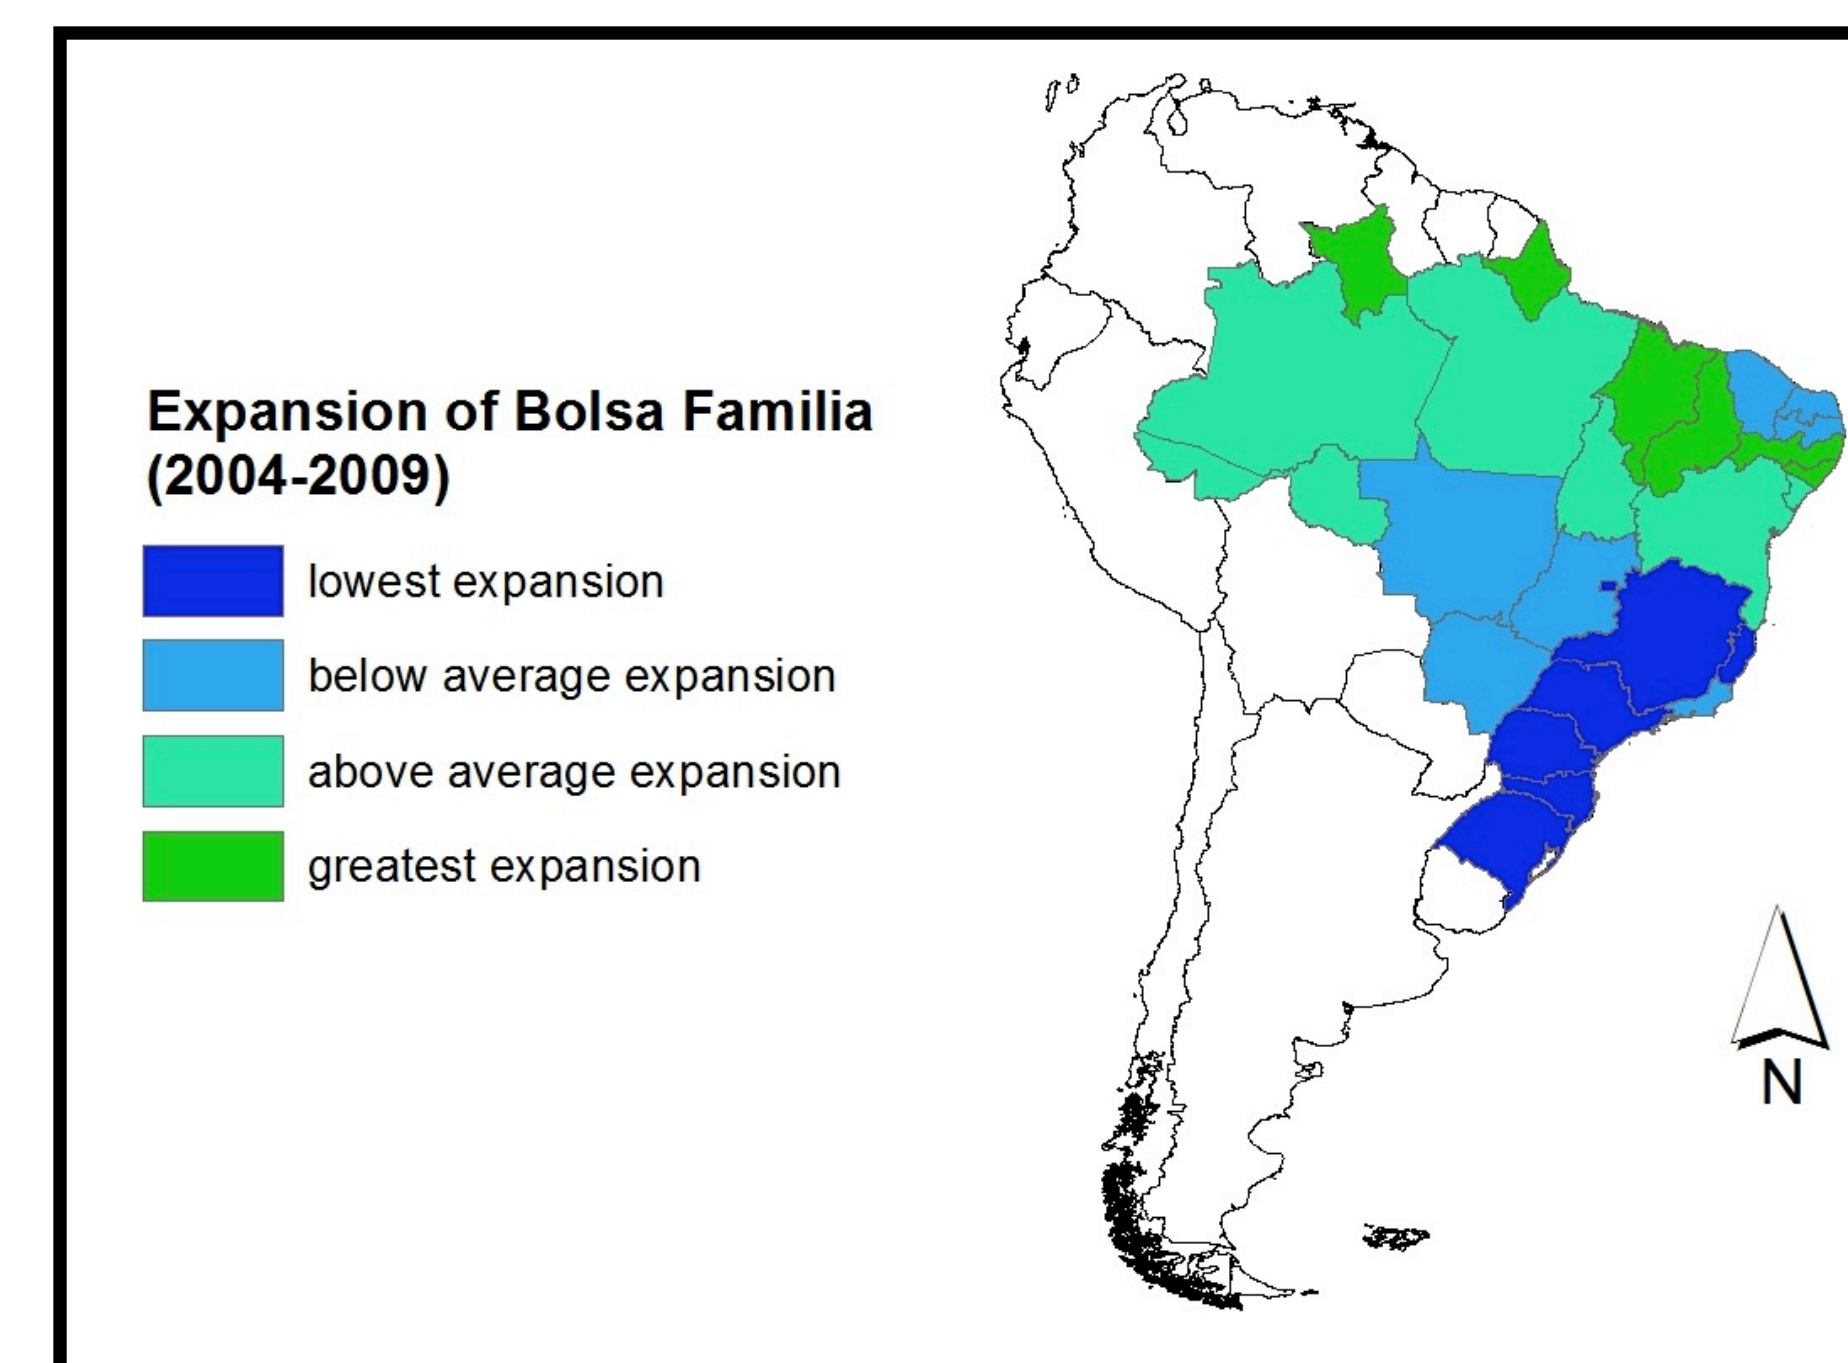 Expansion of Bolsa Familia
(2004-2009)
lowest expansion
below average expansion
above average expansion
greatest expansion
N